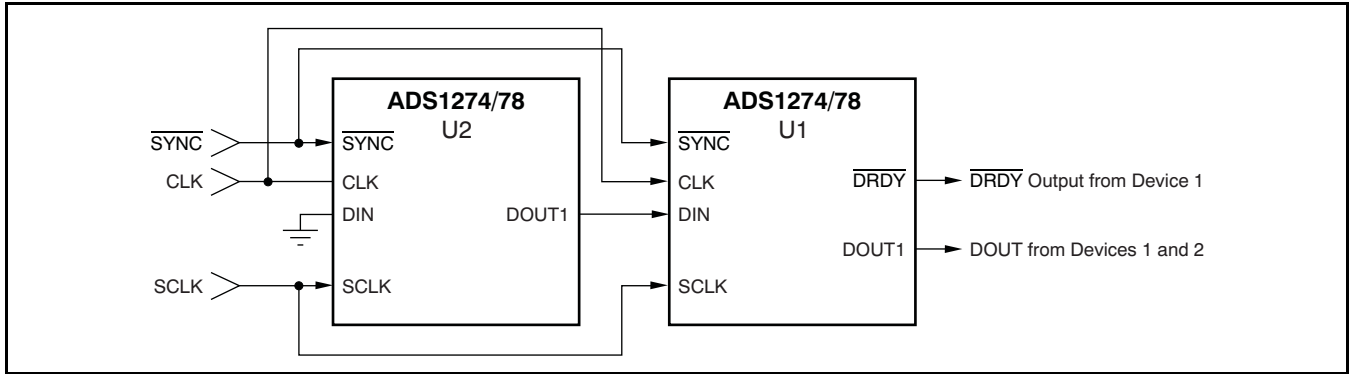 ADS1274/78
U2
SYNC
CLK
SCLK
SYNC
CLK
DIN
DOUT1
SCLK
ADS1274/78
U1
SYNC
CLK
DIN
SCLK
DRDY
DOUT1
DRDY Output from Device 1
DOUT from Devices 1 and 2